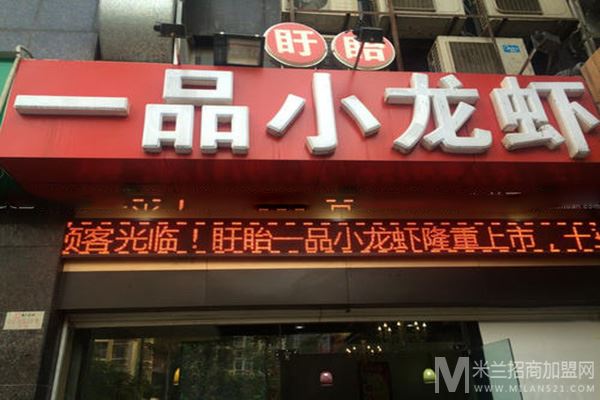 盱眙
一品小龙虾
顾客光临！盱眙一品小龙虾隆重上市，十
M 米兰招商加盟网
WWW.MILAN521.COM